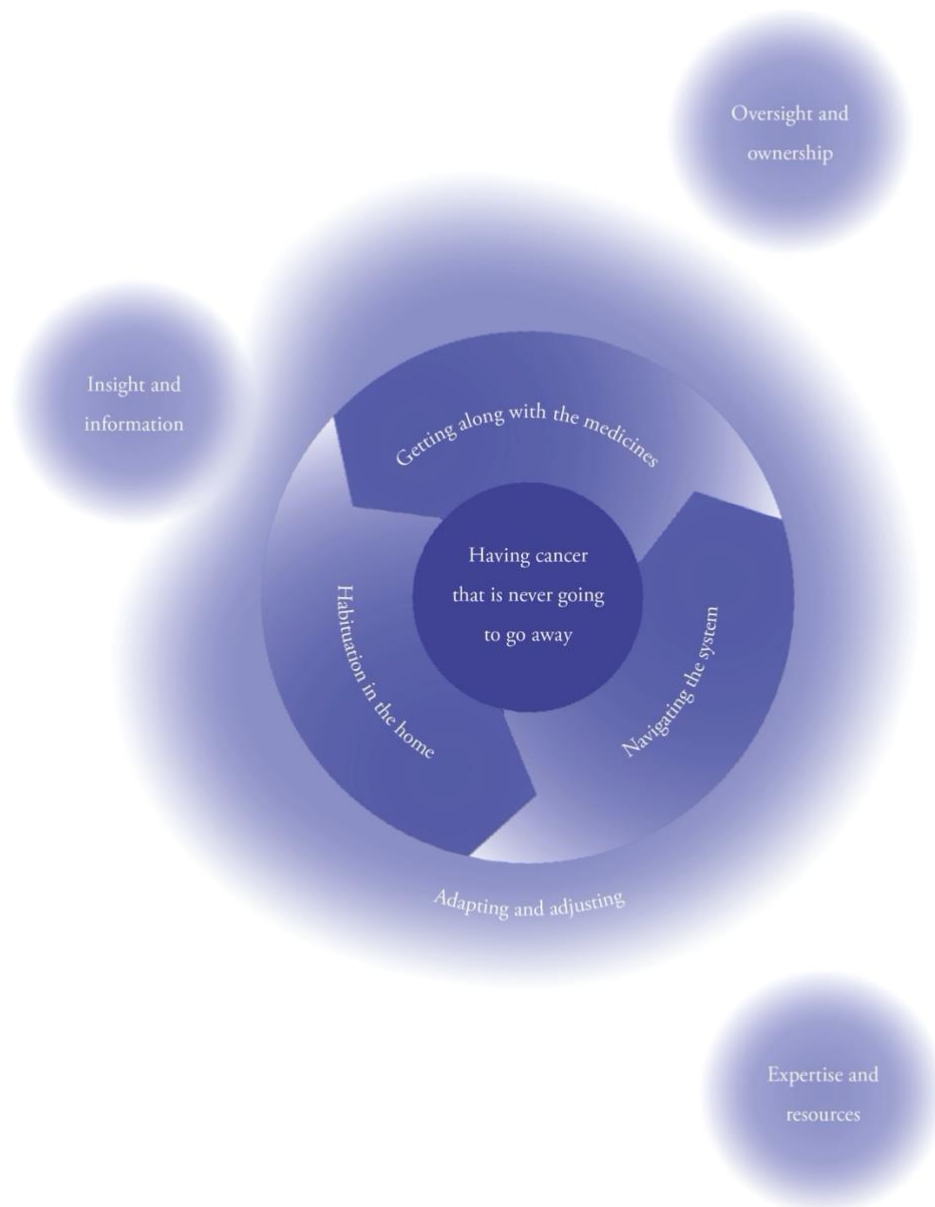 Oversight and
ownership
Insight and
information
Getting along with the medicines
Having cancer
that is never going
to go away
Habituation in the home
Navigating the system
Adapting and adjusting
Expertise and
resources